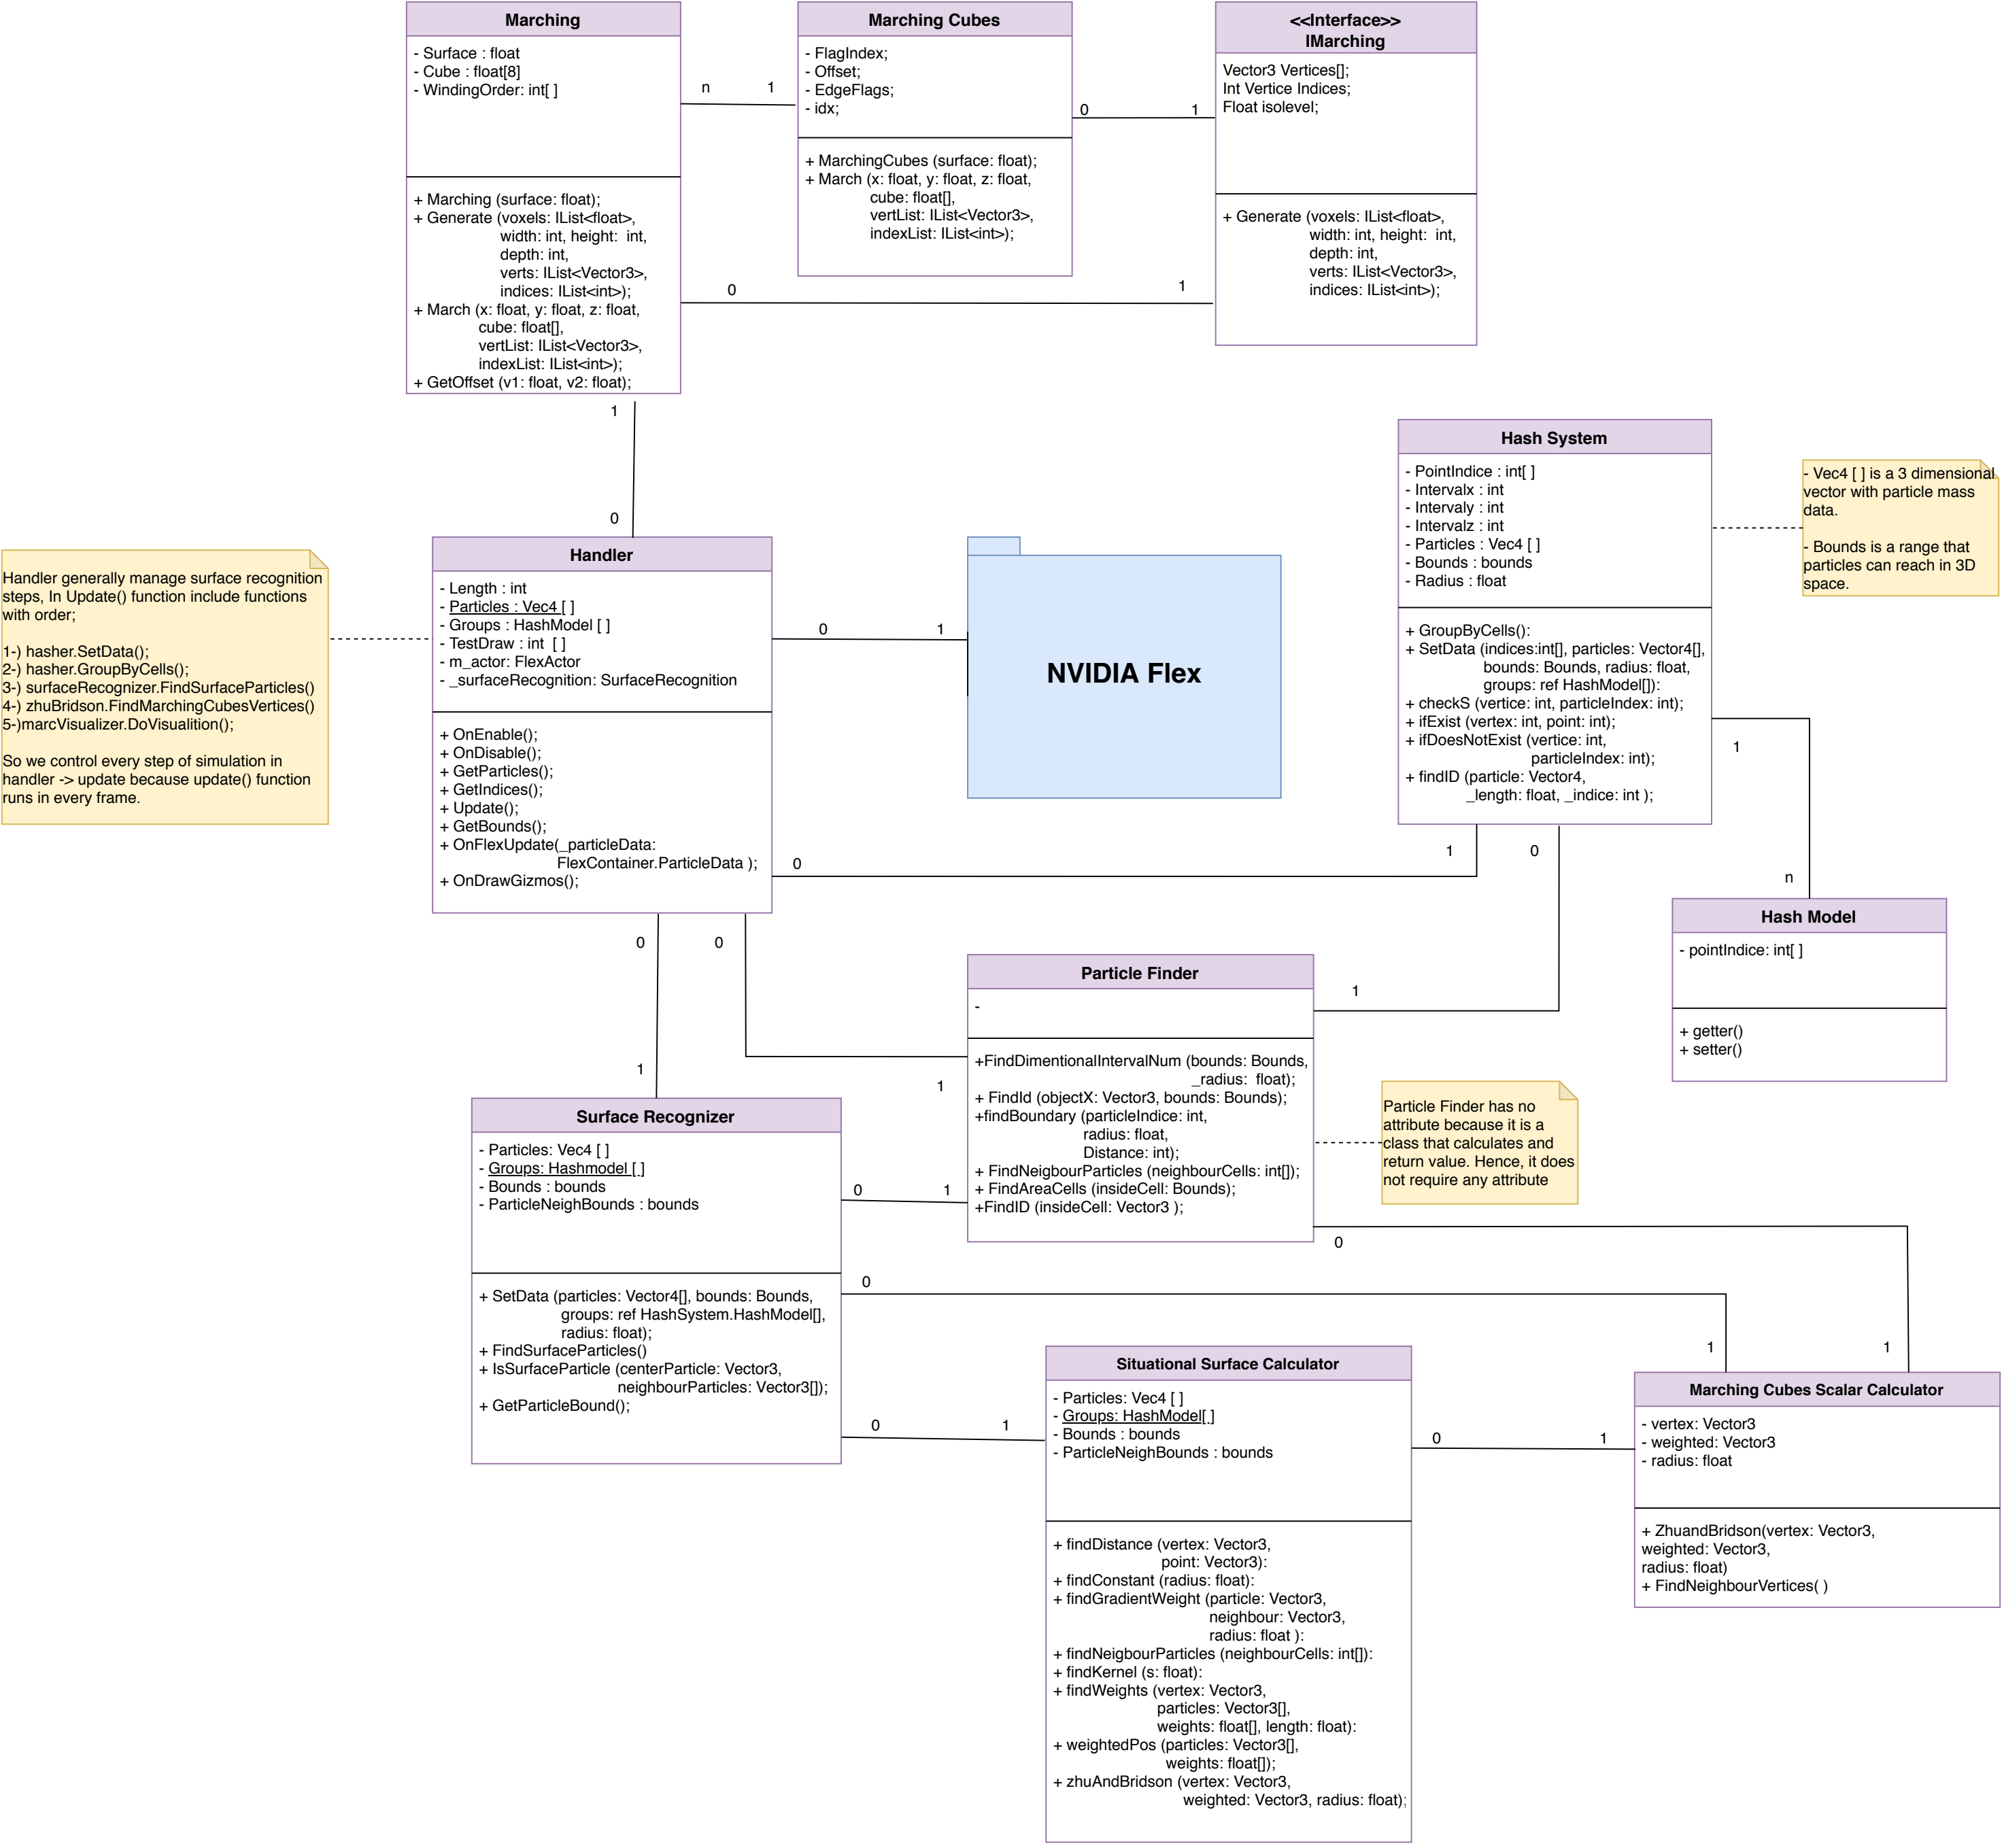 Marching
- Surface : float
- Cube : float[8]
- WindingOrder: int[ ]
+ Marching (surface: float);
+ Generate (voxels: IList<float>,
width: int, height:  int,
depth: int,
verts: IList<Vector3>,
indices: IList<int>);
+ March (x: float, y: float, z: float,
cube: float[],
vertList: IList<Vector3>,
indexList: IList<int>);
+ GetOffset (v1: float, v2: float);
n
1
Marching Cubes
- FlagIndex;
- Offset;
- EdgeFlags;
- idx;
+ MarchingCubes (surface: float);
+ March (x: float, y: float, z: float,
cube: float[],
vertList: IList<Vector3>,
indexList: IList<int>);
0
1
0
1
<<Interface>>
IMarching
Vector3 Vertices[];
Int Vertice Indices;
Float isolevel;
+ Generate (voxels: IList<float>,
width: int, height:  int,
depth: int,
verts: IList<Vector3>,
indices: IList<int>);
1
0
Handler generally manage surface recognition
steps, In Update() function include functions
with order;
1-) hasher.SetData();
2-) hasher.GroupByCells();
3-) surfaceRecognizer.FindSurfaceParticles()
4-) zhuBridson.FindMarchingCubesVertices()
5-)marcVisualizer.DoVisualition();
So we control every step of simulation in
handler -> update because update() function
runs in every frame.
Handler
- Length : int
- Particles : Vec4 [ ]
- Groups : HashModel [ ]
- TestDraw : int  [ ]
- m_actor: FlexActor
- _surfaceRecognition: SurfaceRecognition
+ OnEnable();
+ OnDisable();
+ GetParticles();
+ GetIndices();
+ Update();
+ GetBounds();
+ OnFlexUpdate(_particleData:
FlexContainer.ParticleData );
+ OnDrawGizmos();
0
1
NVIDIA Flex
Hash System
- PointIndice : int[ ]
- Intervalx : int
- Intervaly : int
- Intervalz : int
- Particles : Vec4 [ ]
- Bounds : bounds
- Radius : float
+ GroupByCells():
+ SetData (indices:int[], particles: Vector4[],
bounds: Bounds, radius: float,
groups: ref HashModel[]):
+ checkS (vertice: int, particleIndex: int);
+ ifExist (vertex: int, point: int);
+ ifDoesNotExist (vertice: int,
particleIndex: int);
+ findID (particle: Vector4,
_length: float, _indice: int );
- Vec4 [ ] is a 3 dimensional
vector with particle mass
data.
- Bounds is a range that
particles can reach in 3D
space.
1
n
0
1
0
1
Hash Model
- pointIndice: int[ ]
+ getter()
+ setter()
0
0
1
1
Particle Finder
-
+FindDimentionalIntervalNum (bounds: Bounds,
_radius:  float);
+ FindId (objectX: Vector3, bounds: Bounds);
+findBoundary (particleIndice: int,
radius: float,
Distance: int);
+ FindNeigbourParticles (neighbourCells: int[]);
+ FindAreaCells (insideCell: Bounds);
+FindID (insideCell: Vector3 );
Particle Finder has no
attribute because it is a
class that calculates and
return value. Hence, it does
not require any attribute
Surface Recognizer
- Particles: Vec4 [ ]
- Groups: Hashmodel [ ]
- Bounds : bounds
- ParticleNeighBounds : bounds
+ SetData (particles: Vector4[], bounds: Bounds,
groups: ref HashSystem.HashModel[],
radius: float);
+ FindSurfaceParticles()
+ IsSurfaceParticle (centerParticle: Vector3,
neighbourParticles: Vector3[]);
+ GetParticleBound();
0
1
0
0
1
1
0
1
Situational Surface Calculator
- Particles: Vec4 [ ]
- Groups: HashModel[ ]
- Bounds : bounds
- ParticleNeighBounds : bounds
+ findDistance (vertex: Vector3,
point: Vector3):
+ findConstant (radius: float):
+ findGradientWeight (particle: Vector3,
neighbour: Vector3,
radius: float ):
+ findNeigbourParticles (neighbourCells: int[]):
+ findKernel (s: float):
+ findWeights (vertex: Vector3,
particles: Vector3[],
weights: float[], length: float):
+ weightedPos (particles: Vector3[],
weights: float[]);
+ zhuAndBridson (vertex: Vector3,
weighted: Vector3, radius: float);
0
1
Marching Cubes Scalar Calculator
- vertex: Vector3
- weighted: Vector3
- radius: float
+ ZhuandBridson(vertex: Vector3,
weighted: Vector3,
radius: float)
+ FindNeighbourVertices( )